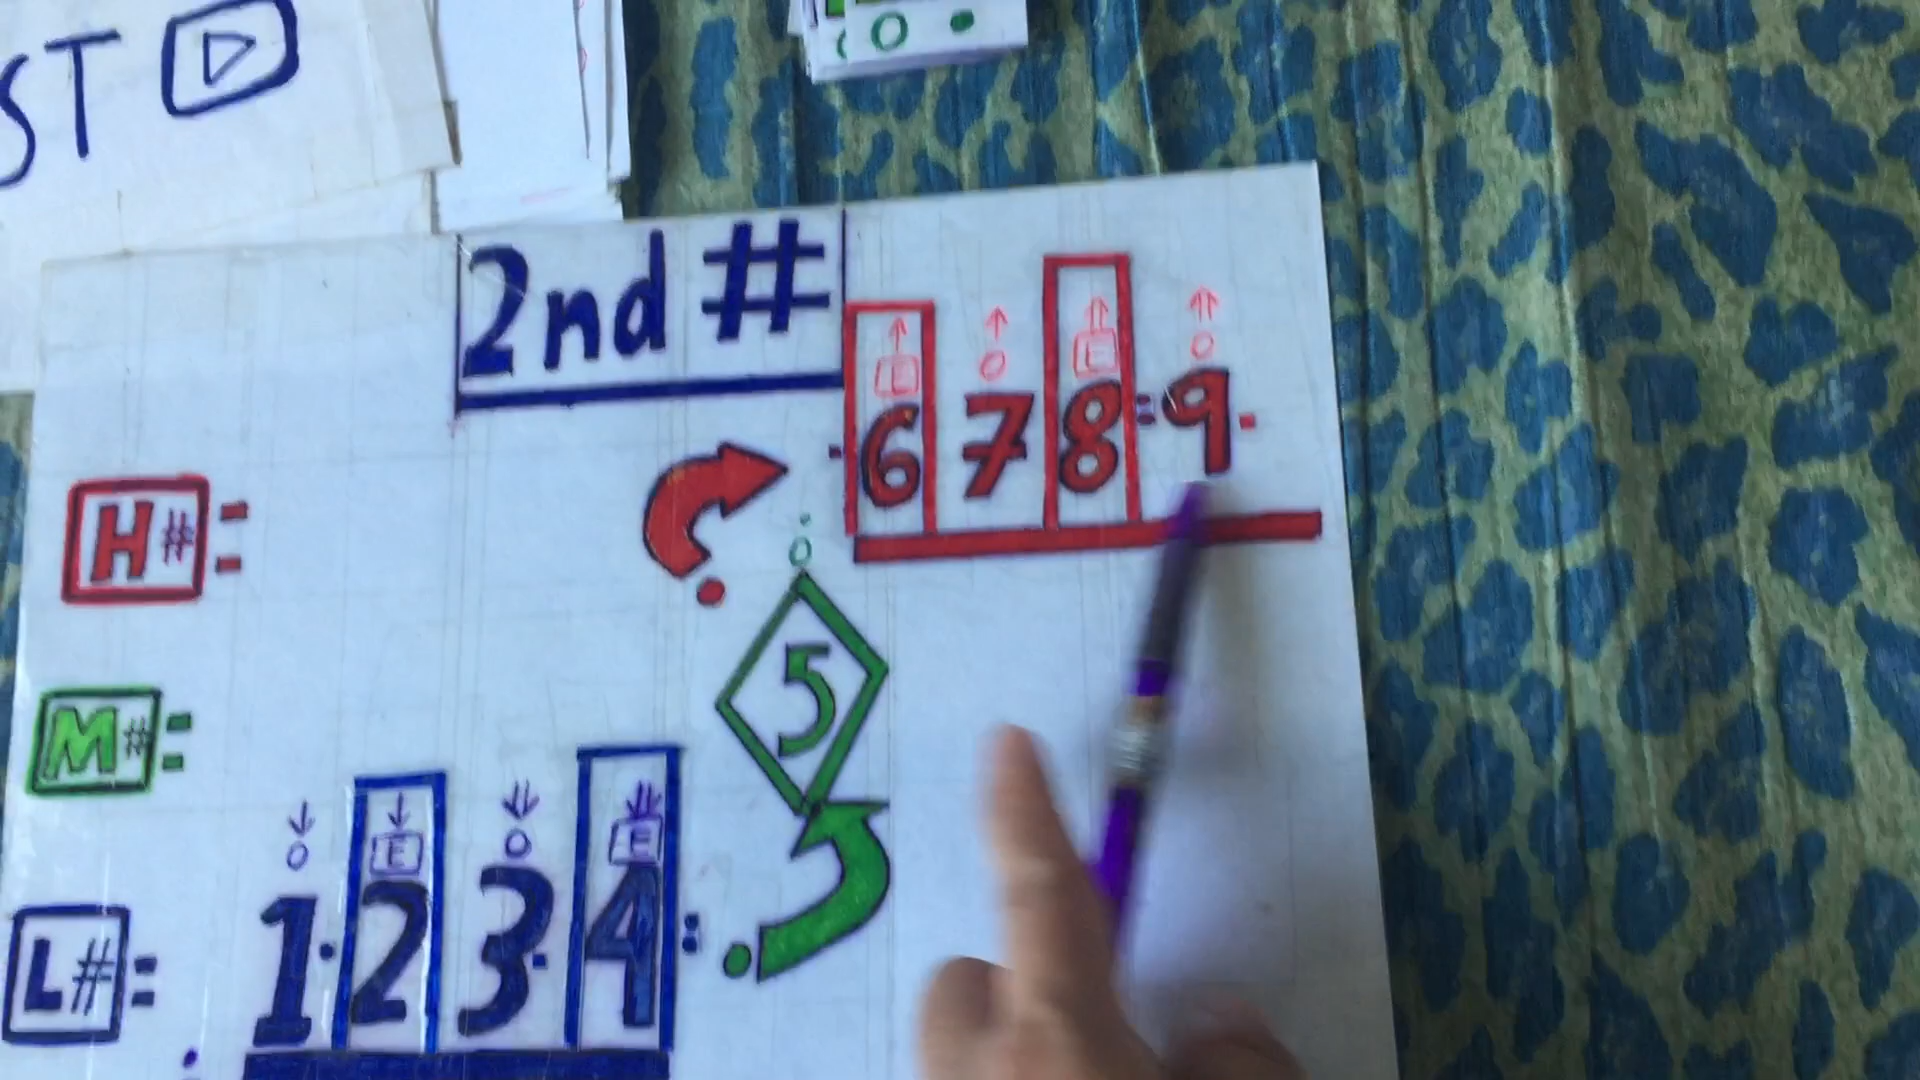 ST
2nd #
E O E O
6 7 8 : 9 .
H# =
O
5
M# =
O E O E
L# = 1 . 2 3 . 4 :